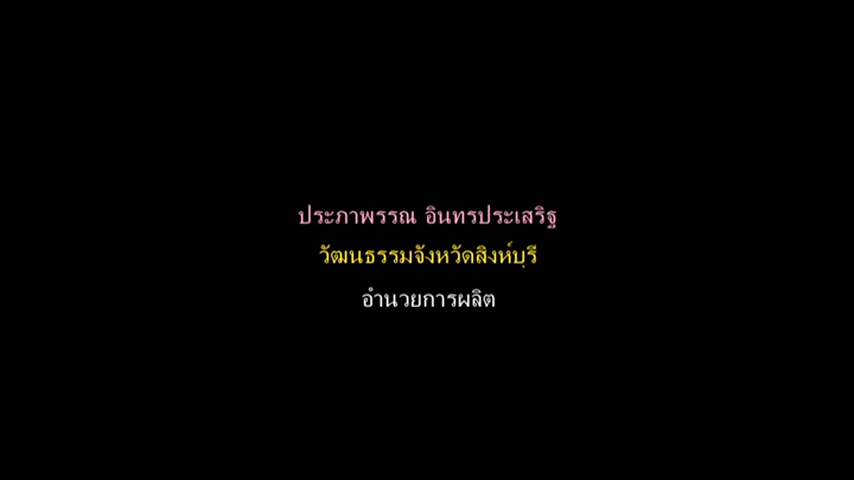 ประภาพรรณ อินทรประเสริฐ
วัฒนธรรมจังหวัดสิงห์บุรี
อำนวยการผลิต